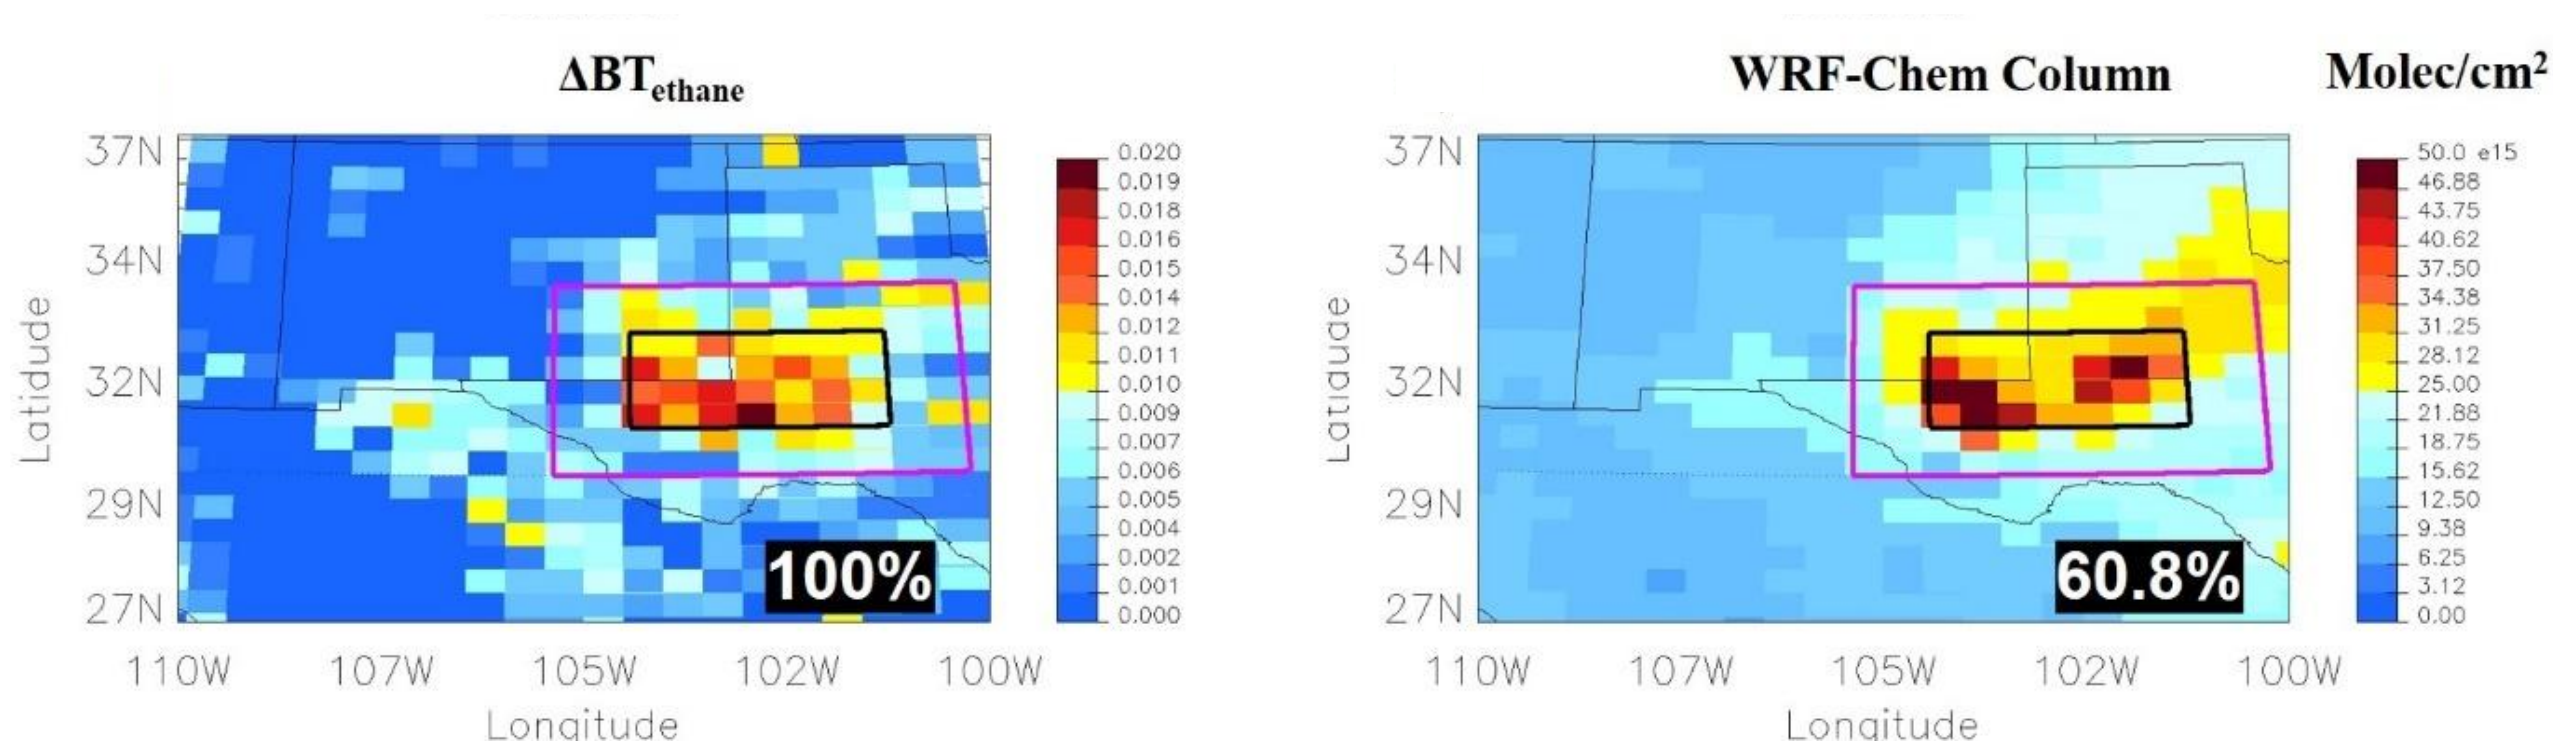 ΔBTethane
WRF-Chem Column
Molec/cm²
37N
34N
32N
29N
27N
Latidude
110W
107W
105W
102W
100W
Longitude
100%
0.020
0.019
0.018
0.016
0.015
0.014
0.012
0.011
0.010
0.009
0.007
0.006
0.005
0.004
0.002
0.001
0.000
37N
34N
32N
29N
27N
Latidude
110W
107W
105W
102W
100W
Longitude
60.8%
50.0 e15
46.88
43.75
40.62
37.50
34.38
31.25
28.12
25.00
21.88
18.75
15.62
12.50
9.38
6.25
3.12
0.00